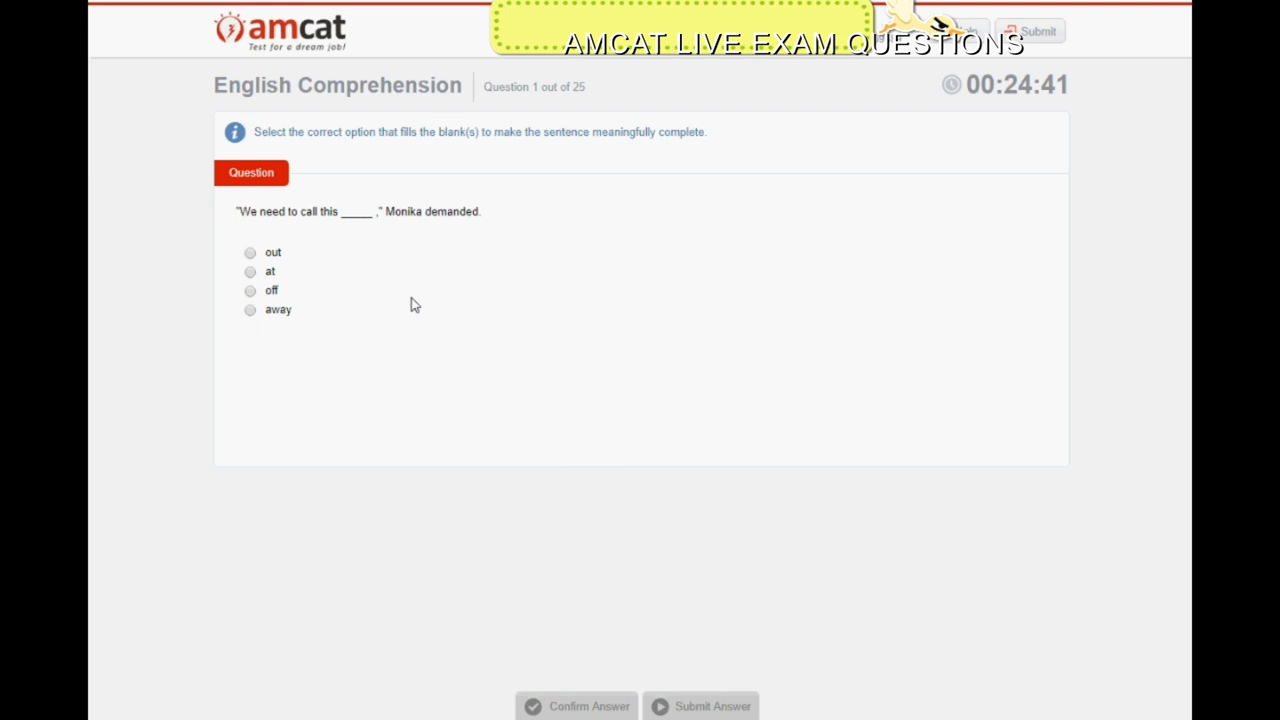 amcat
Test for a dream job!
AMCAT LIVE EXAM QUESTIONS
Submit
English Comprehension
Question 1 out of 25
00:24:41
Select the correct option that fills the blank(s) to make the sentence meaningfully complete.
Question
"We need to call this _____ ," Monika demanded.
out
at
off
away
Confirm Answer
Submit Answer